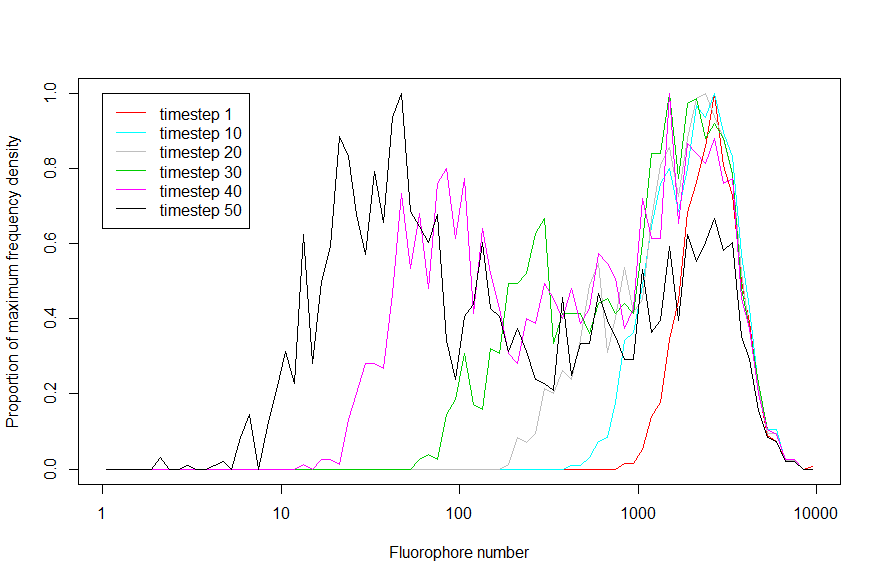 timestep 1
timestep 10
timestep 20
timestep 30
timestep 40
timestep 50
Proportion of maximum frequency density
0.0
0.2
0.4
0.6
0.8
1.0
1 10 100 1000 10000
Fluorophore number